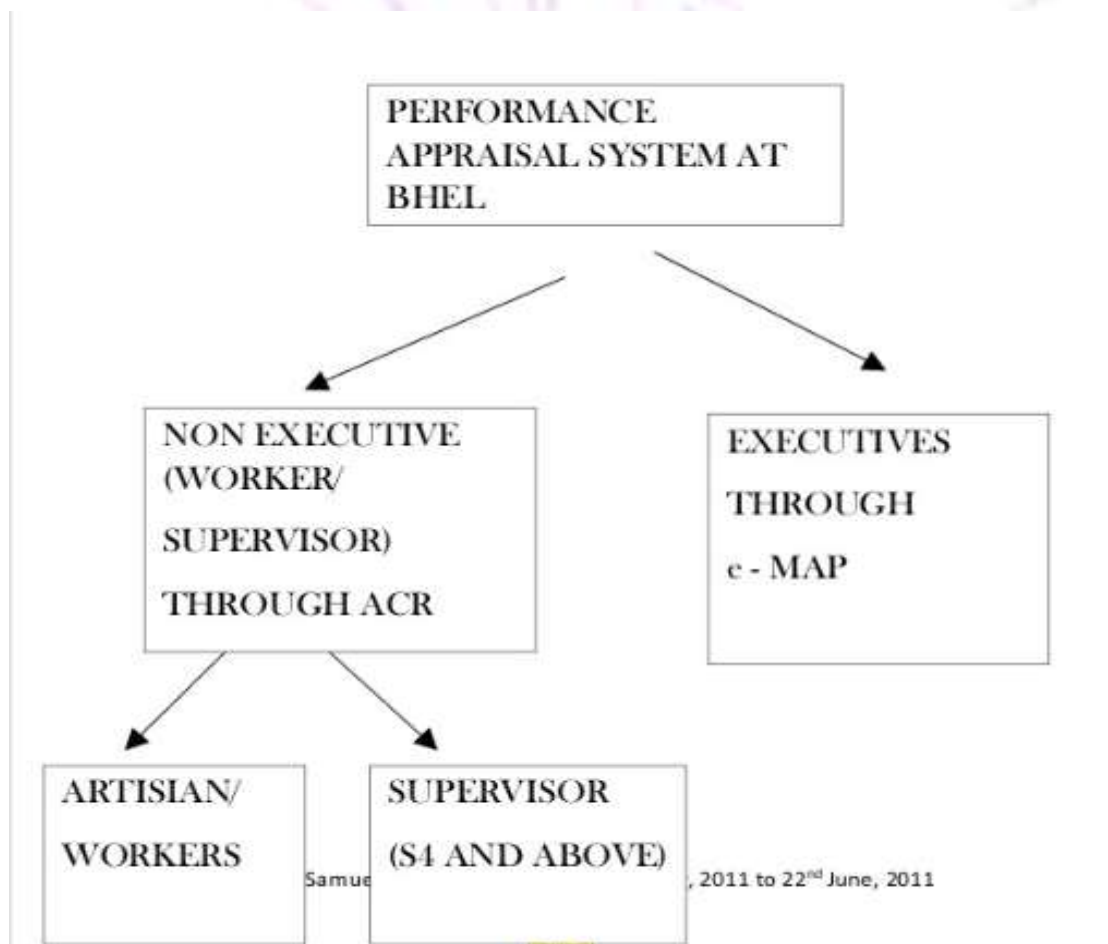 PERFORMANCE
APPRAISAL SYSTEM AT
BHEL
NON EXECUTIVE
(WORKER/
SUPERVISOR)
THROUGH ACR
EXECUTIVES
THROUGH
e - MAP
ARTISIAN/
WORKERS
SUPERVISOR
(S4 AND ABOVE)
Samue
, 2011 to 22nd June, 2011